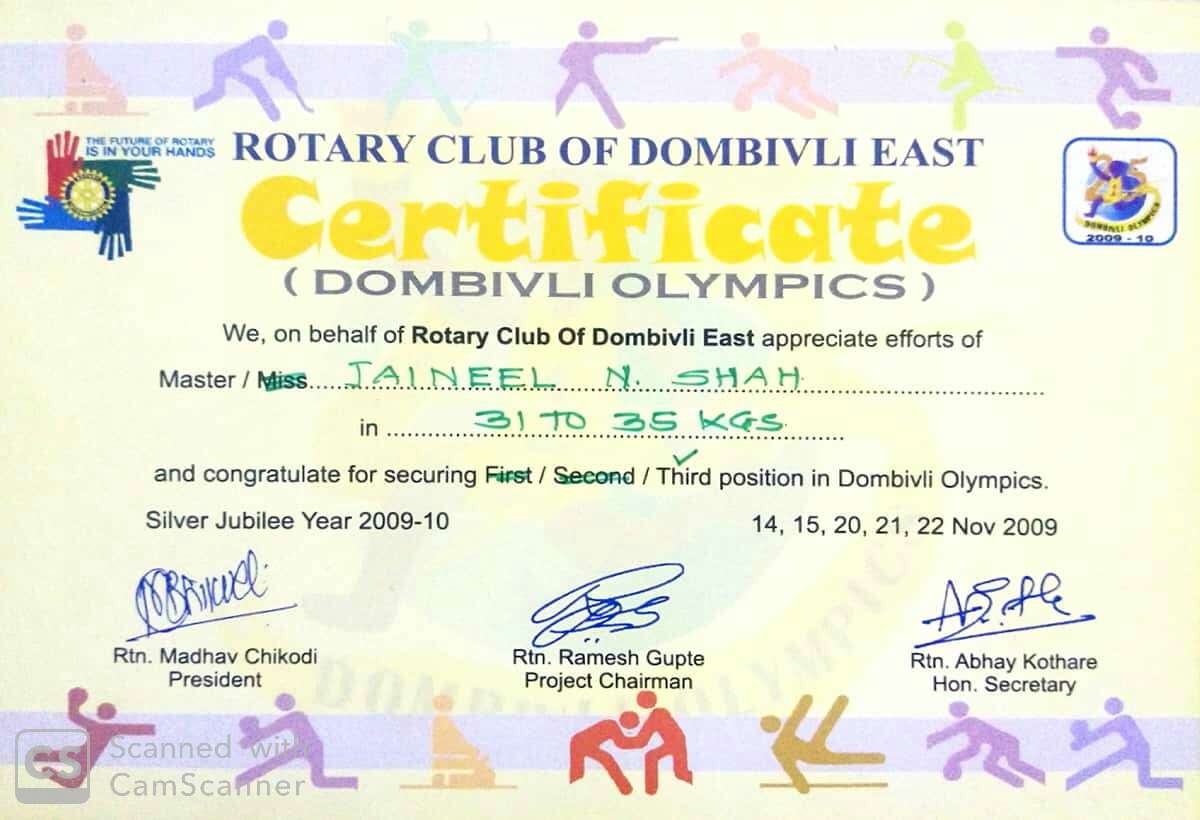 THE FUTURE OF ROTARY
IS IN YOUR HANDS
ROTARY CLUB OF DOMBIVLI EAST
Certificate
( DOMBIVLI OLYMPICS )
DOMBIVLI OLYMPICS
2009 - 10
We, on behalf of Rotary Club Of Dombivli East appreciate efforts of
Master / Miss.... JAINEEL N. SHAH
in 31 TO 35 KGS
and congratulate for securing First / Second / Third position in Dombivli Olympics.
Silver Jubilee Year 2009-10 14, 15, 20, 21, 22 Nov 2009
Rtn. Madhav Chikodi Rtn. Ramesh Gupte Rtn. Abhay Kothare
President Project Chairman Hon. Secretary
DOMBIVLI OLYMPICS
CS Scanned with
CamScanner